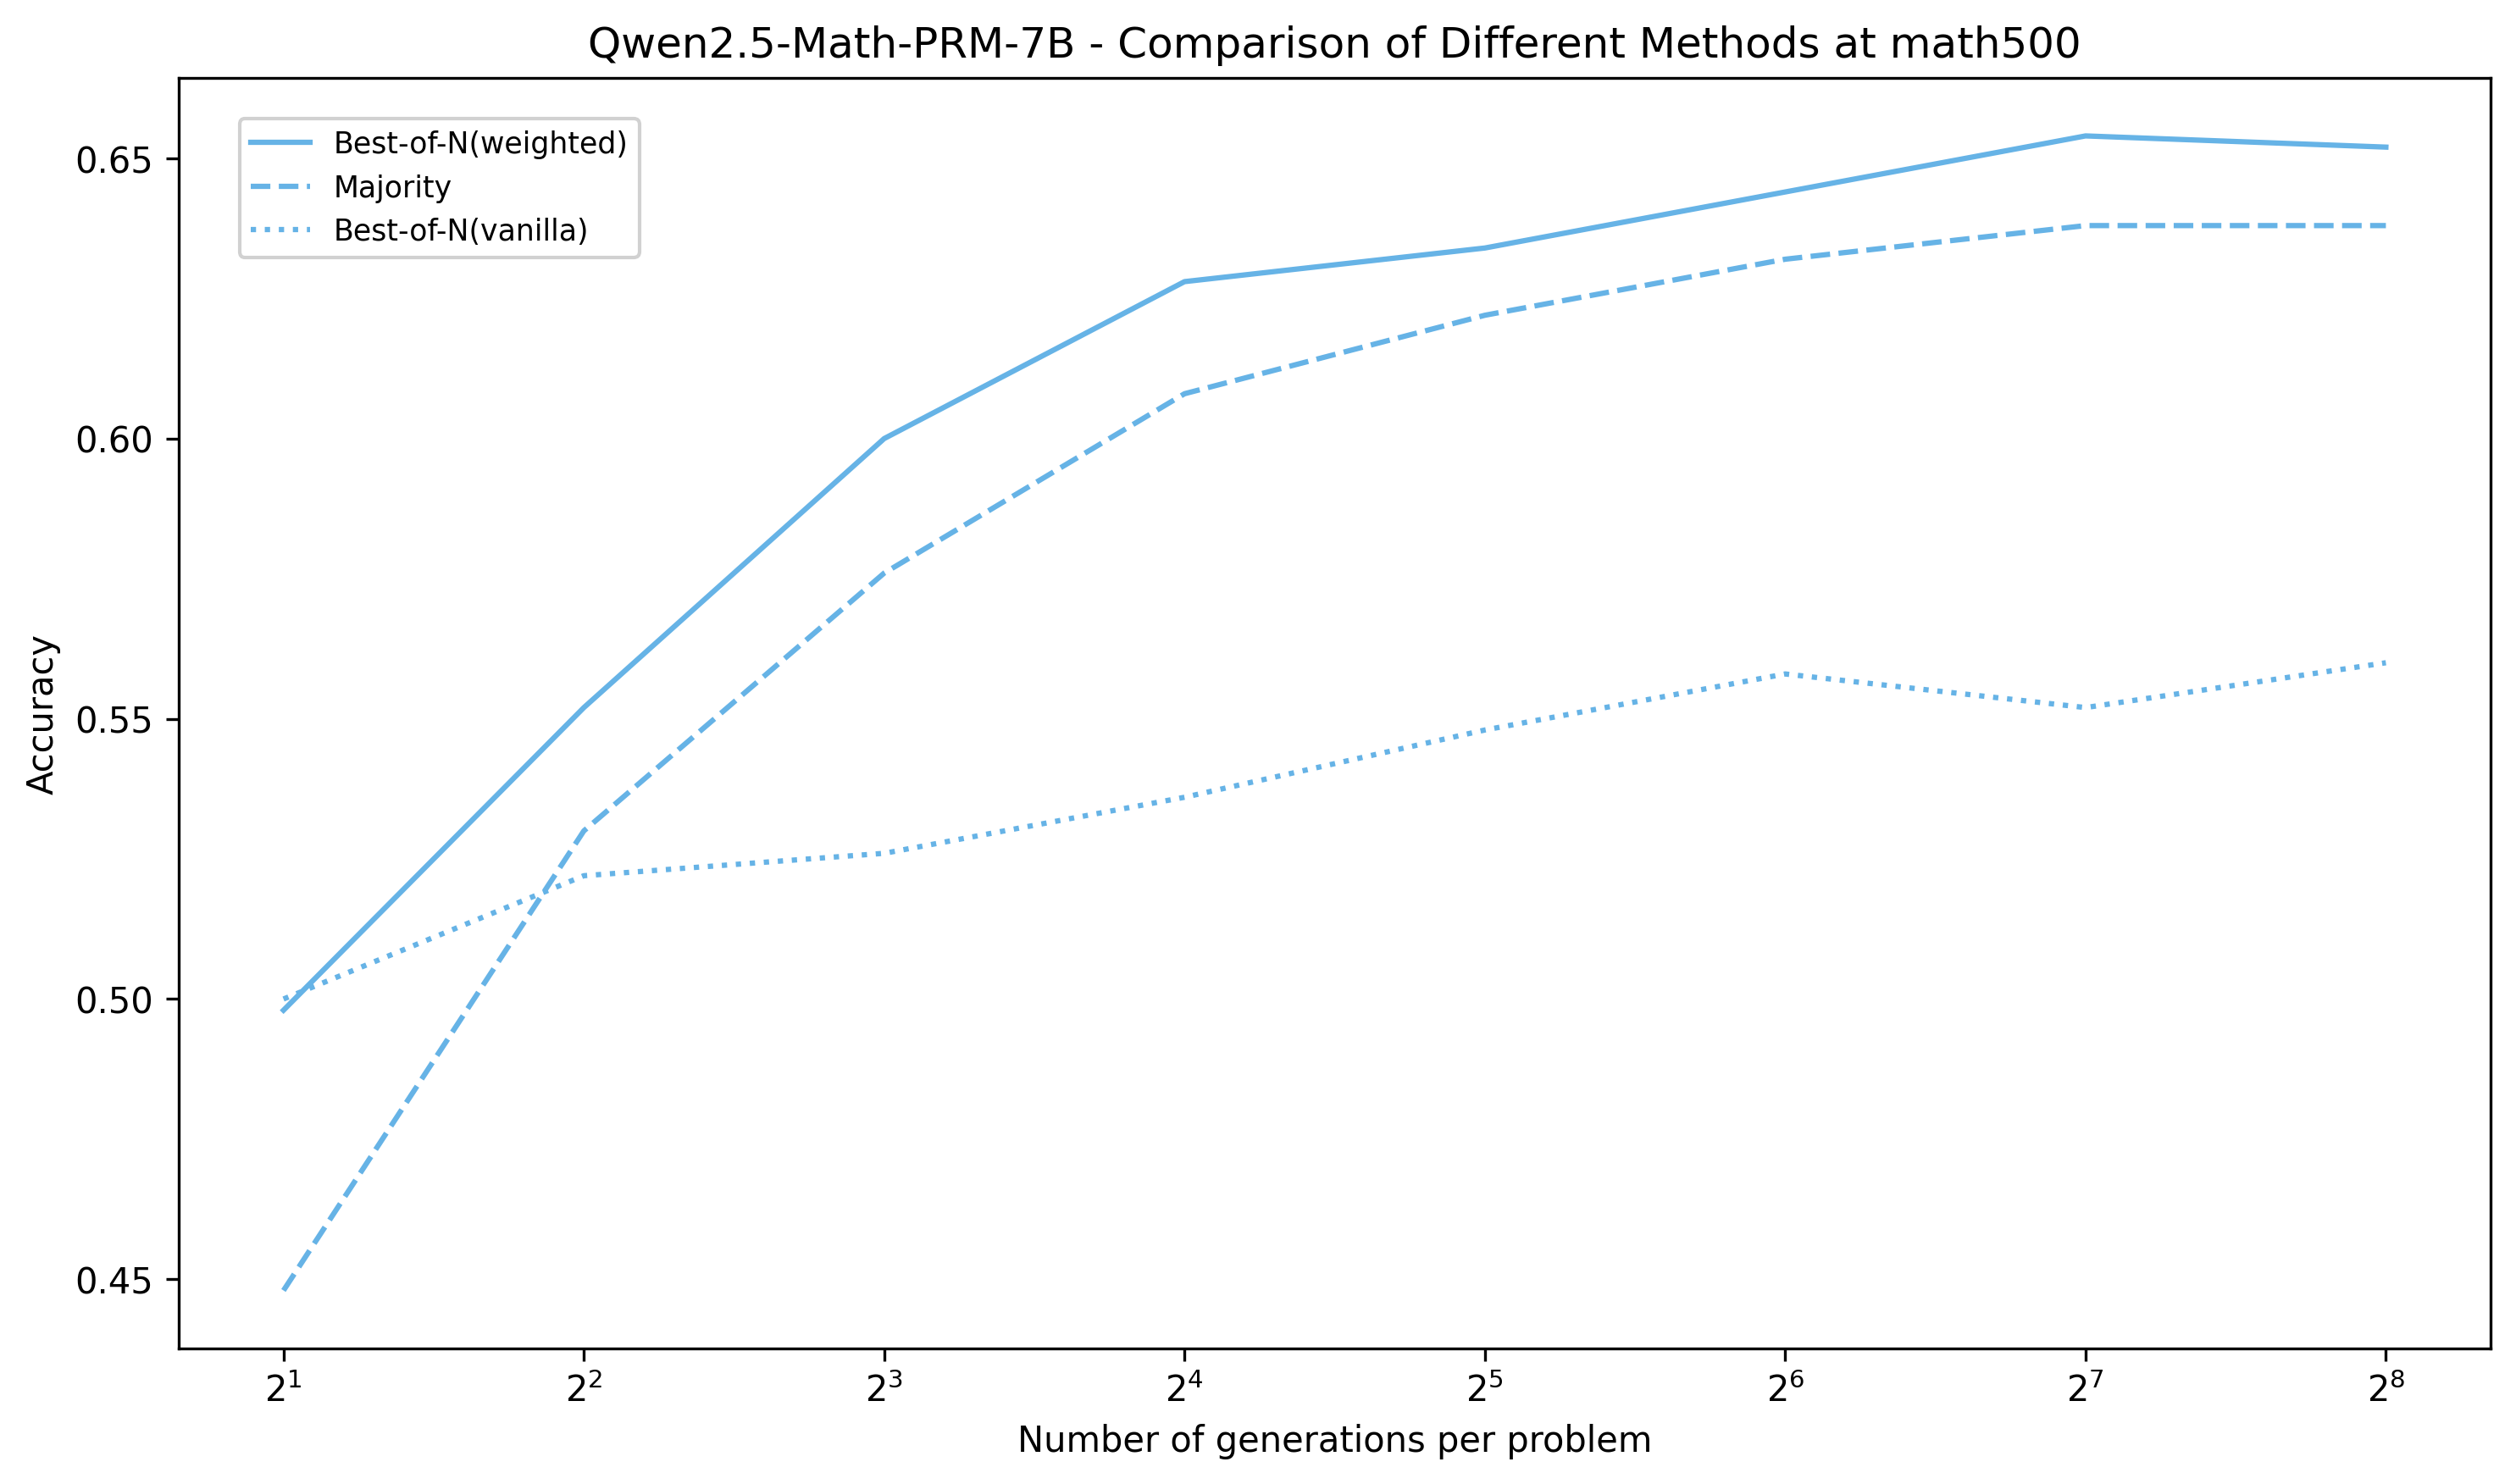 Qwen2.5-Math-PRM-7B - Comparison of Different Methods at math500
Best-of-N(weighted)
Majority
Best-of-N(vanilla)
0.65
0.60
0.55
0.50
0.45
Accuracy
2¹ 2² 2³ 2⁴ 2⁵ 2⁶ 2⁷ 2⁸
Number of generations per problem